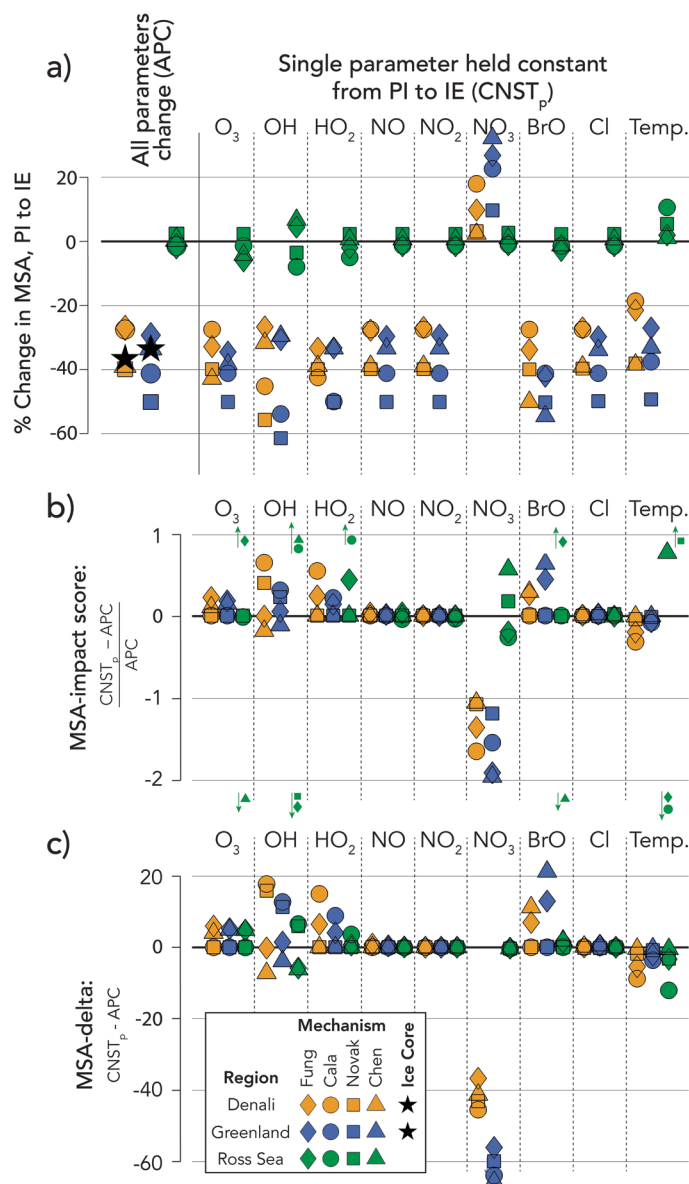 a)
All parameters
change (APC)
Single parameter held constant
from PI to IE (CNSTp)
O3 OH HO2 NO NO2 NO3 BrO Cl Temp.
% Change in MSA, PI to IE
20
0
-20
-40
-60
b)
O3 OH HO2 NO NO2 NO3 BrO Cl Temp.
MSA-impact score:
CNSTp - APC
APC
1
0
-1
-2
c)
O3 OH HO2 NO NO2 NO3 BrO Cl Temp.
MSA-delta:
CNSTp - APC
20
0
-20
-40
-60
Mechanism
Region Fung Cala Novak Chen Ice Core
Denali
Greenland
Ross Sea